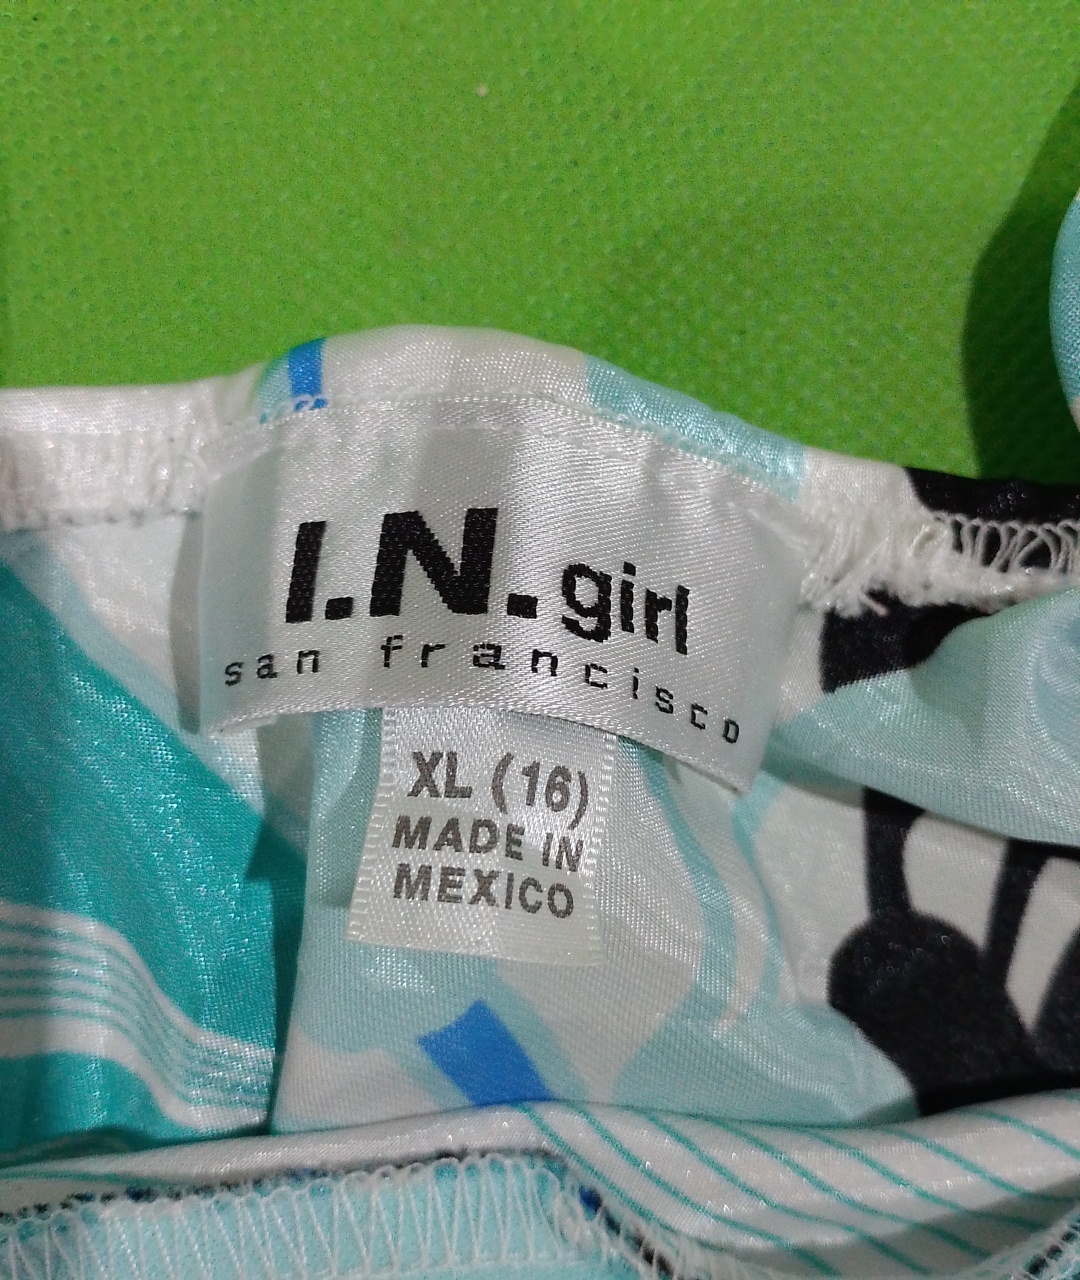 I.N. girl
san francisco
XL (16)
MADE IN
MEXICO